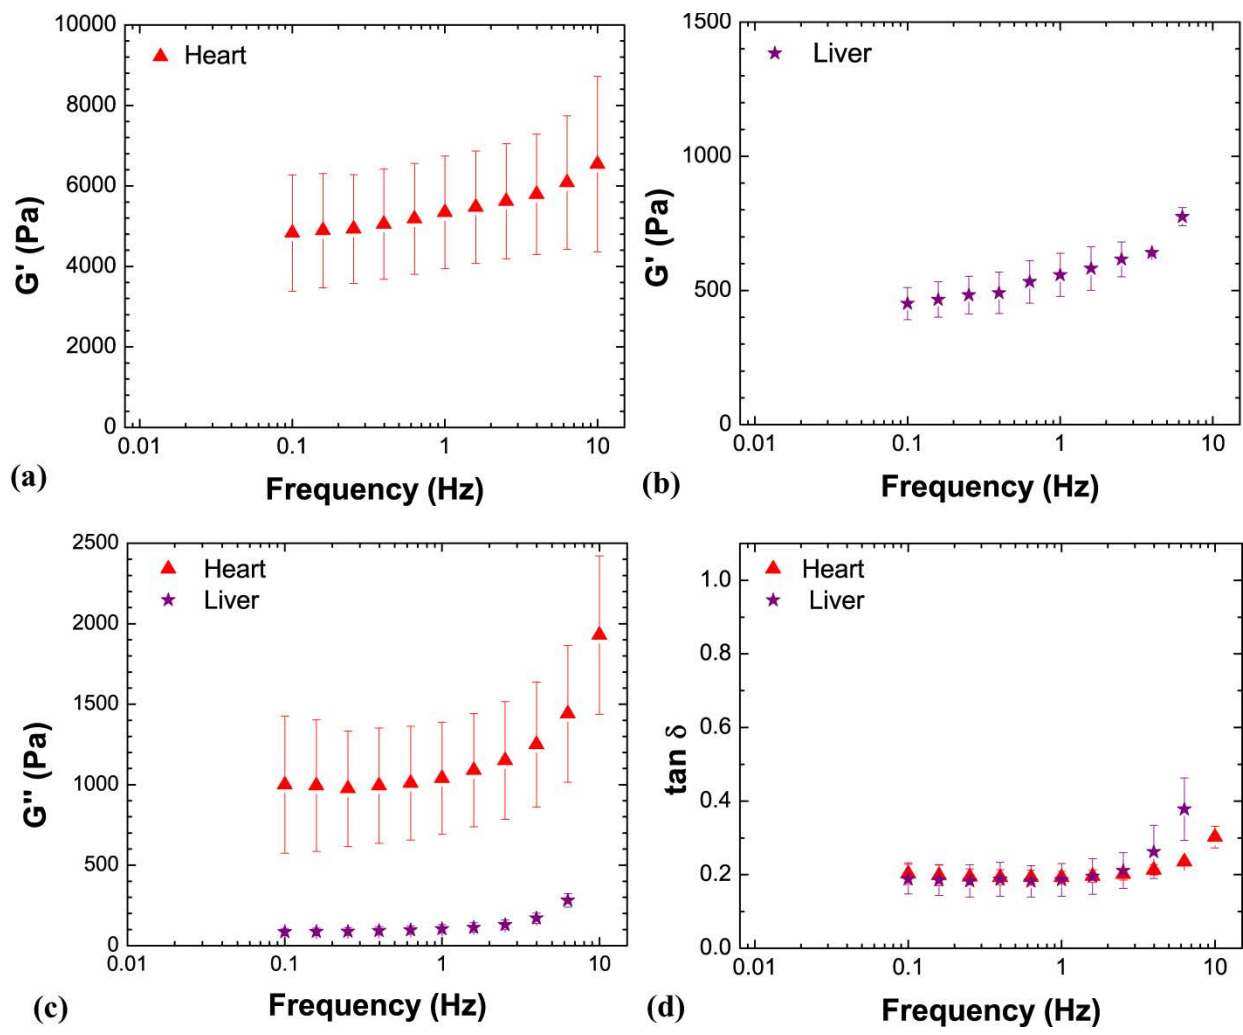 10000
8000
6000
4000
2000
0
G' (Pa)
Heart
0.01 0.1 1 10
Frequency (Hz)
(a)
1500
1000
500
0
G' (Pa)
Liver
0.01 0.1 1 10
Frequency (Hz)
(b)
2500
2000
1500
1000
500
0
G'' (Pa)
Heart
Liver
0.01 0.1 1 10
Frequency (Hz)
(c)
1.0
0.8
0.6
0.4
0.2
0.0
tan δ
Heart
Liver
0.01 0.1 1 10
Frequency (Hz)
(d)